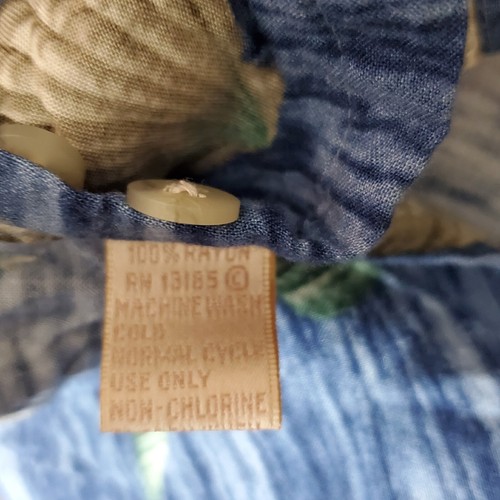 100% RAYON
RN 13185 ©
MACHINE WASH
COLD
NORMAL CYCLE
USE ONLY
NON-CHLORINE